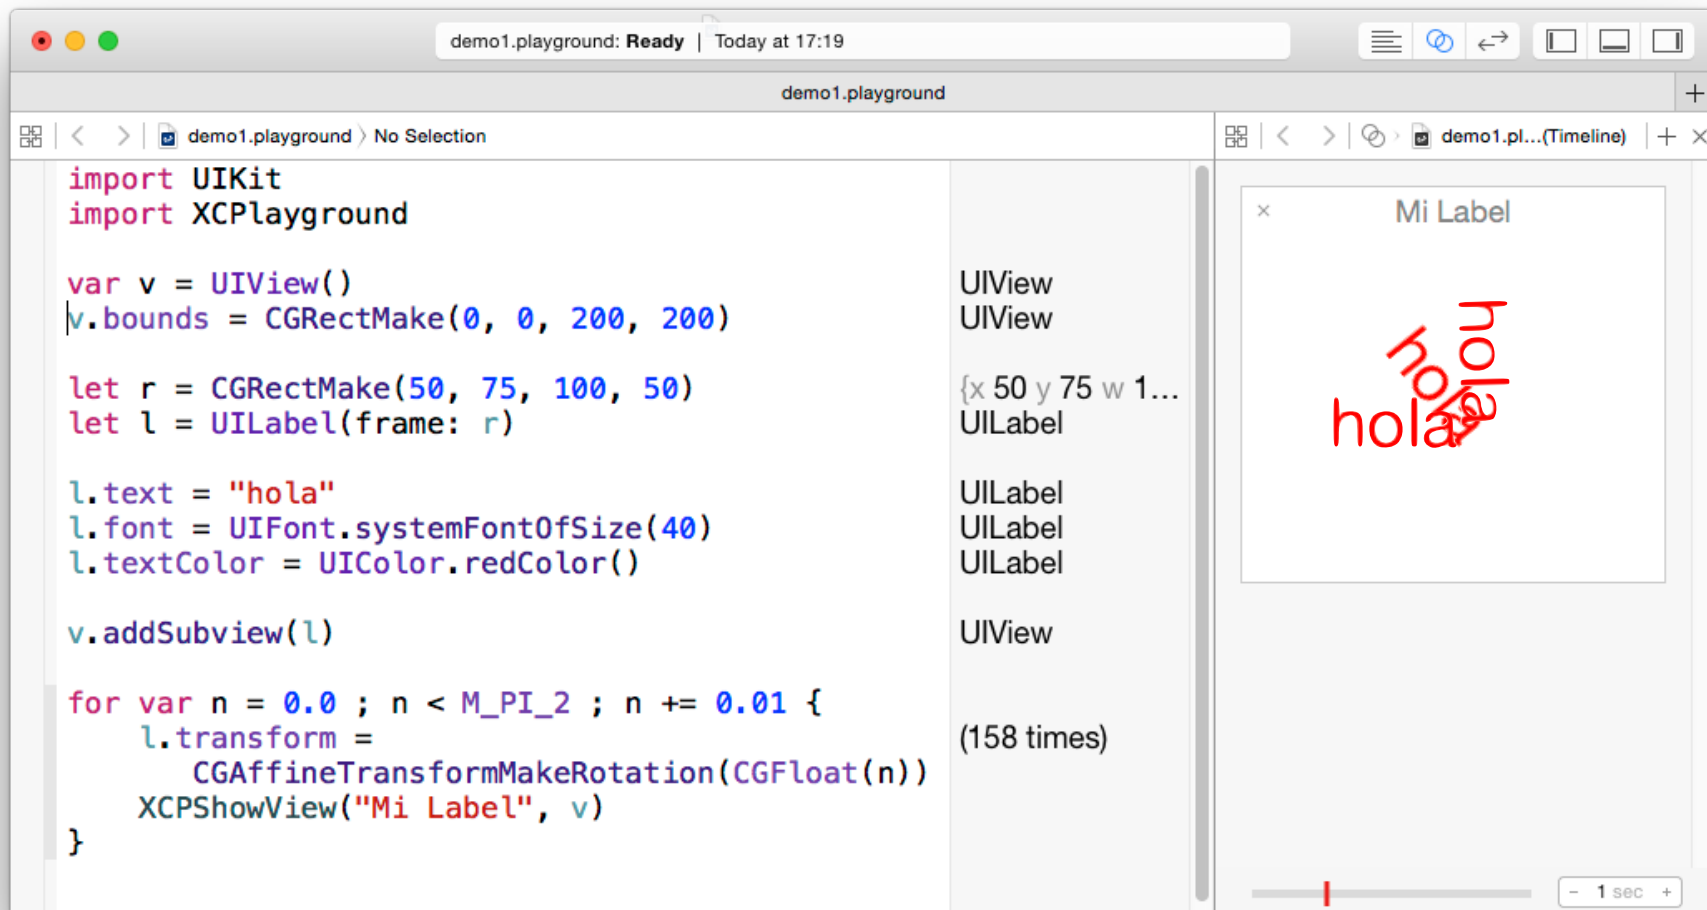 demo1.playground: Ready | Today at 17:19
demo1.playground
demo1.playground 〉 No Selection
demo1.pl...(Timeline)
import UIKit
import XCPlayground
var v = UIView()
UIView
v.bounds = CGRectMake(0, 0, 200, 200)
UIView
let r = CGRectMake(50, 75, 100, 50)
{x 50 y 75 w 1...
let l = UILabel(frame: r)
UILabel
l.text = "hola"
UILabel
l.font = UIFont.systemFontOfSize(40)
UILabel
l.textColor = UIColor.redColor()
UILabel
v.addSubview(l)
UIView
for var n = 0.0 ; n < M_PI_2 ; n += 0.01 {
l.transform =
(158 times)
CGAffineTransformMakeRotation(CGFloat(n))
XCPShowView("Mi Label", v)
}
Mi Label
hola
hola
hola
- 1 sec +